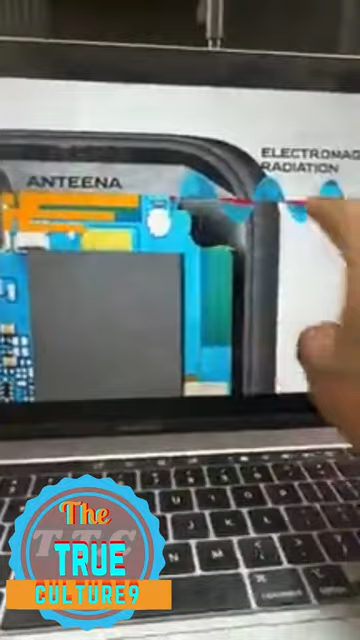 ELECTROMAG
RADIATION
ANTEENA
The
T.T.C
TRUE
CULTURE9